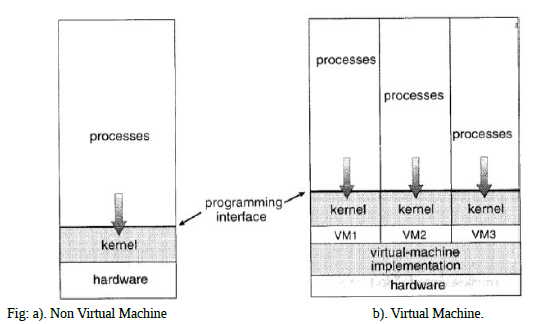 processes
processes
processes
processes
programming
interface
kernel
hardware
kernel
kernel
kernel
VM1
VM2
VM3
virtual-machine
implementation
hardware
Fig: a). Non Virtual Machine
b). Virtual Machine.